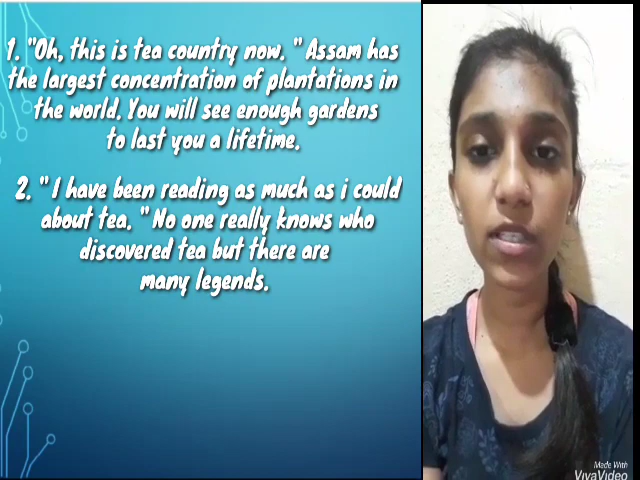 1. "Oh, this is tea country now. " Assam has
the largest concentration of plantations in
the world. You will see enough gardens
to last you a lifetime.
2. " I have been reading as much as i could
about tea. " No one really knows who
discovered tea but there are
many legends.
Made With
VivaVideo